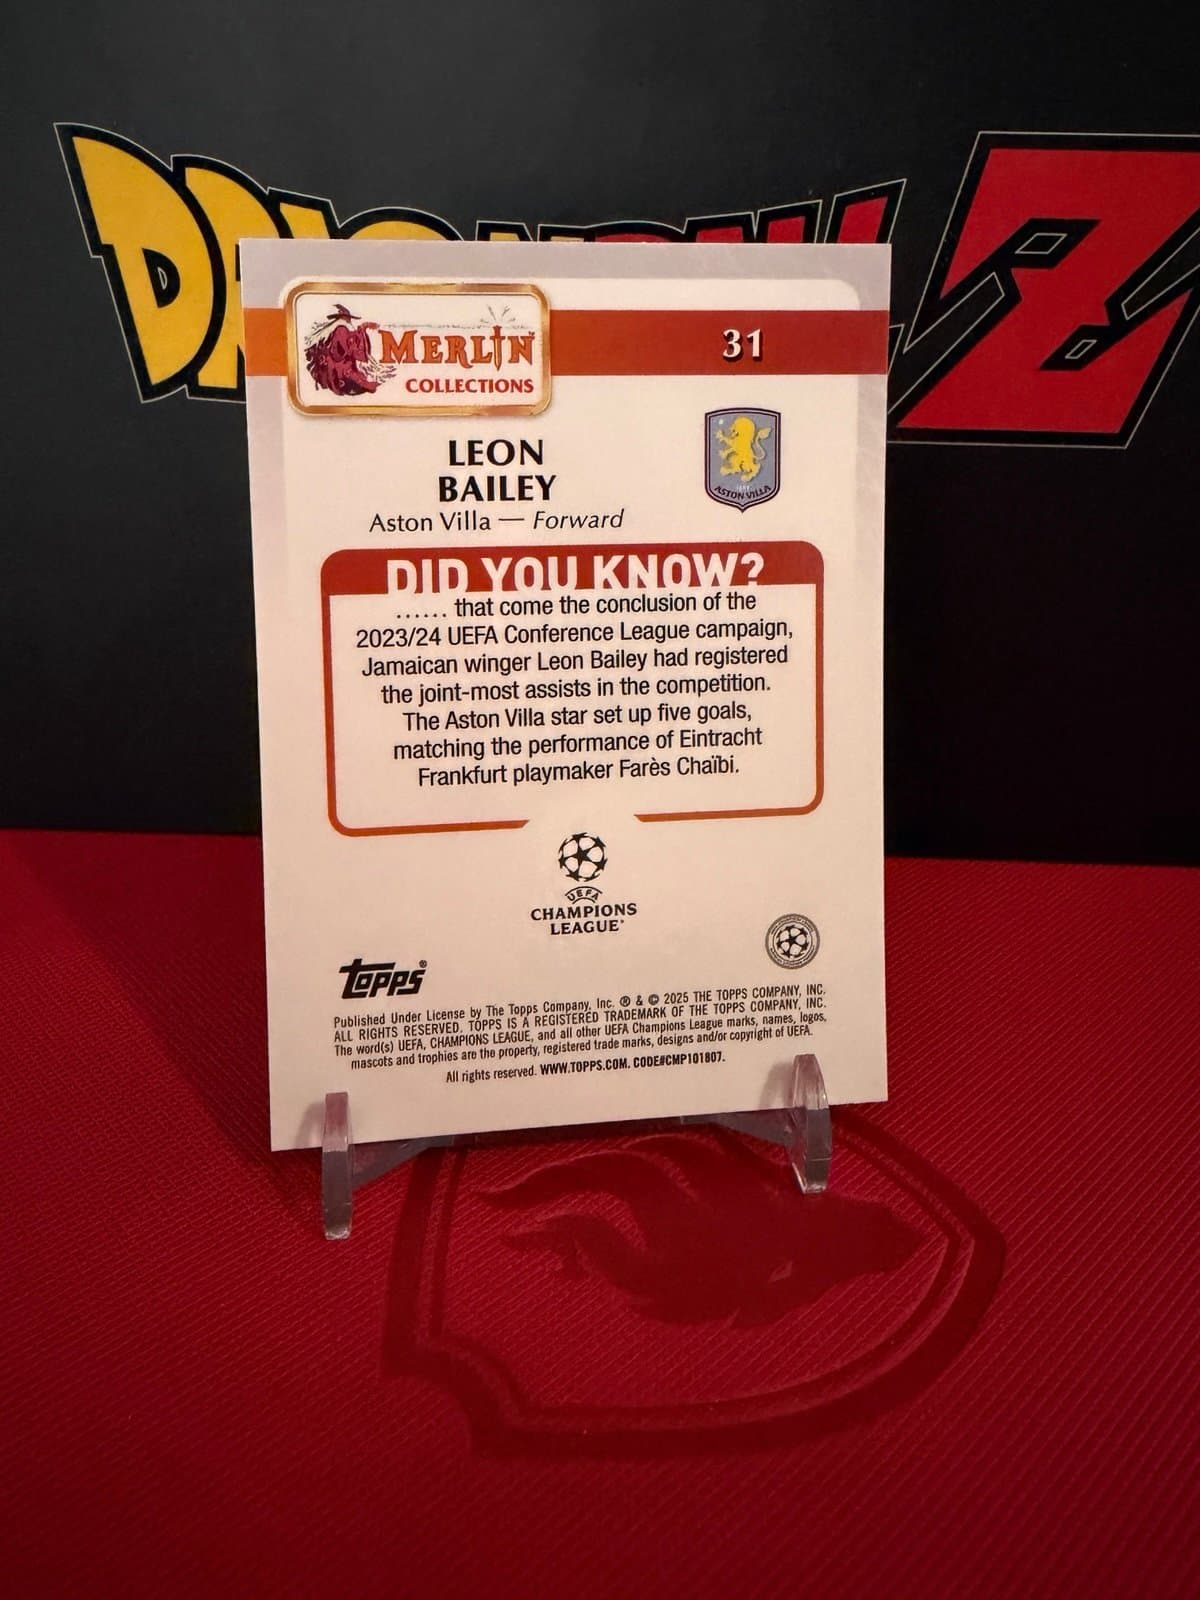 DRAGON BALL Z
MERLIN
COLLECTIONS
31
LEON
BAILEY
Aston Villa — Forward
ASTON VILLA
DID YOU KNOW?
...... that come the conclusion of the
2023/24 UEFA Conference League campaign,
Jamaican winger Leon Bailey had registered
the joint-most assists in the competition.
The Aston Villa star set up five goals,
matching the performance of Eintracht
Frankfurt playmaker Farès Chaïbi.
UEFA
CHAMPIONS
LEAGUE®
Topps®
Published Under License by The Topps Company, Inc. ® & © 2025 THE TOPPS COMPANY, INC.
ALL RIGHTS RESERVED. TOPPS IS A REGISTERED TRADEMARK OF THE TOPPS COMPANY, INC.
The word(s) UEFA, CHAMPIONS LEAGUE, and all other UEFA Champions League marks, names, logos,
mascots and trophies are the property, registered trade marks, designs and/or copyright of UEFA.
All rights reserved. WWW.TOPPS.COM. CODE#CMP101807.